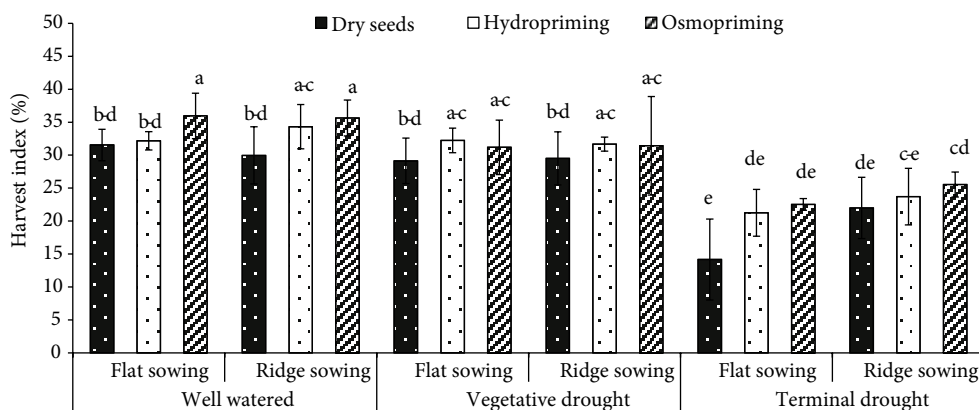 50
45
40
35
30
25
20
15
10
5
0
Harvest index (%)
Dry seeds Hydropriming Osmopriming
b-d b-d a b-d a-c a b-d a-c a-c b-d a-c a-c e de de de c-e cd
Flat sowing Ridge sowing Flat sowing Ridge sowing Flat sowing Ridge sowing
Well watered Vegetative drought Terminal drought